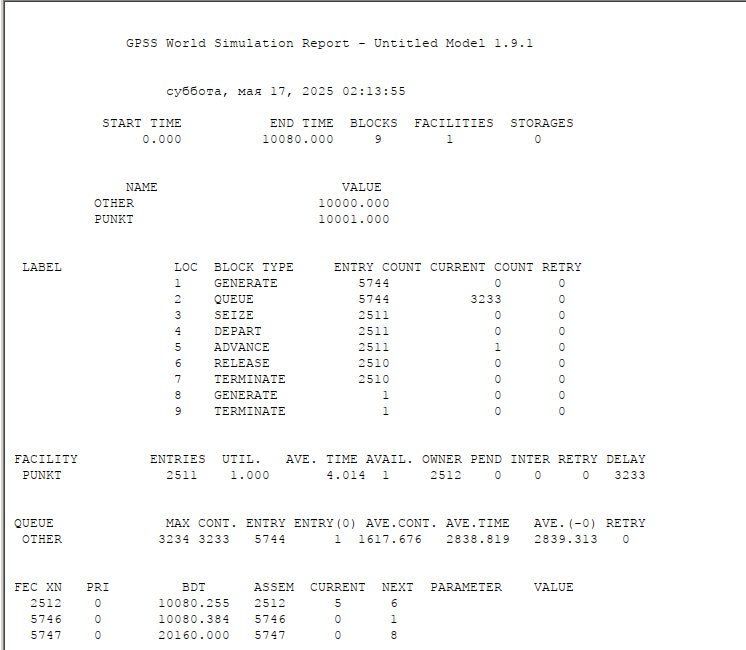 GPSS World Simulation Report - Untitled Model 1.9.1
суббота, мая 17, 2025 02:13:55
START TIME END TIME BLOCKS FACILITIES STORAGES
0.000 10080.000 9 1 0
NAME VALUE
OTHER 10000.000
PUNKT 10001.000
LABEL LOC BLOCK TYPE ENTRY COUNT CURRENT COUNT RETRY
1 GENERATE 5744 0 0
2 QUEUE 5744 3233 0
3 SEIZE 2511 0 0
4 DEPART 2511 0 0
5 ADVANCE 2511 1 0
6 RELEASE 2510 0 0
7 TERMINATE 2510 0 0
8 GENERATE 1 0 0
9 TERMINATE 1 0 0
FACILITY ENTRIES UTIL. AVE. TIME AVAIL. OWNER PEND INTER RETRY DELAY
PUNKT 2511 1.000 4.014 1 2512 0 0 0 3233
QUEUE MAX CONT. ENTRY ENTRY(0) AVE.CONT. AVE.TIME AVE.(-0) RETRY
OTHER 3234 3233 5744 1 1617.676 2838.819 2839.313 0
FEC XN PRI BDT ASSEM CURRENT NEXT PARAMETER VALUE
2512 0 10080.255 2512 5 6
5746 0 10080.384 5746 0 1
5747 0 20160.000 5747 0 8